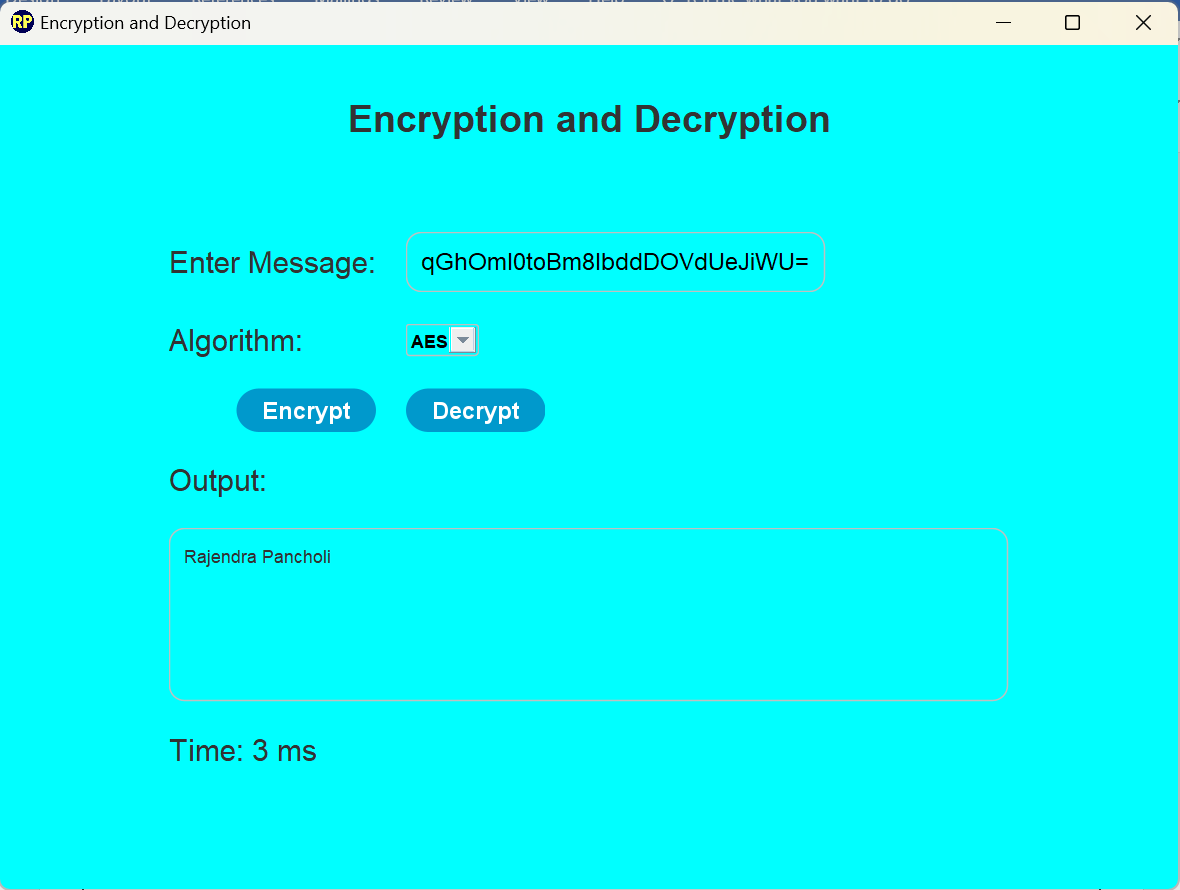 RP Encryption and Decryption
Encryption and Decryption
Enter Message: qGhOmI0toBm8IbddDOVdUeJiWU=
Algorithm: AES
Encrypt Decrypt
Output:
Rajendra Pancholi
Time: 3 ms